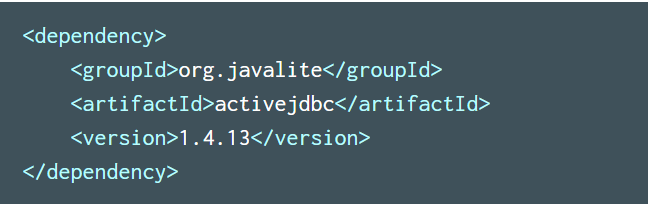 <dependency>
    <groupId>org.javalite</groupId>
    <artifactId>activejdbc</artifactId>
    <version>1.4.13</version>
</dependency>